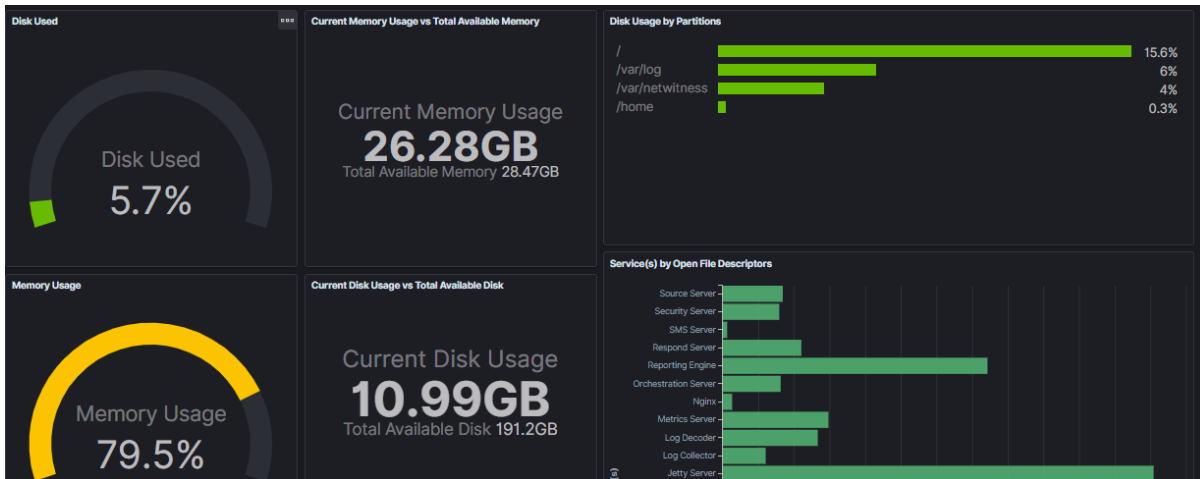 Disk Used
Disk Used
5.7%
Current Memory Usage vs Total Available Memory
Current Memory Usage
26.28GB
Total Available Memory 28.47GB
Disk Usage by Partitions
/ 15.6%
/var/log 6%
/var/netwitness 4%
/home 0.3%
Memory Usage
Memory Usage
79.5%
Current Disk Usage vs Total Available Disk
Current Disk Usage
10.99GB
Total Available Disk 191.2GB
Service(s) by Open File Descriptors
Source Server
Security Server
SMS Server
Respond Server
Reporting Engine
Orchestration Server
Nginx
Metrics Server
Log Decoder
Log Collector
Jetty Server
(s)